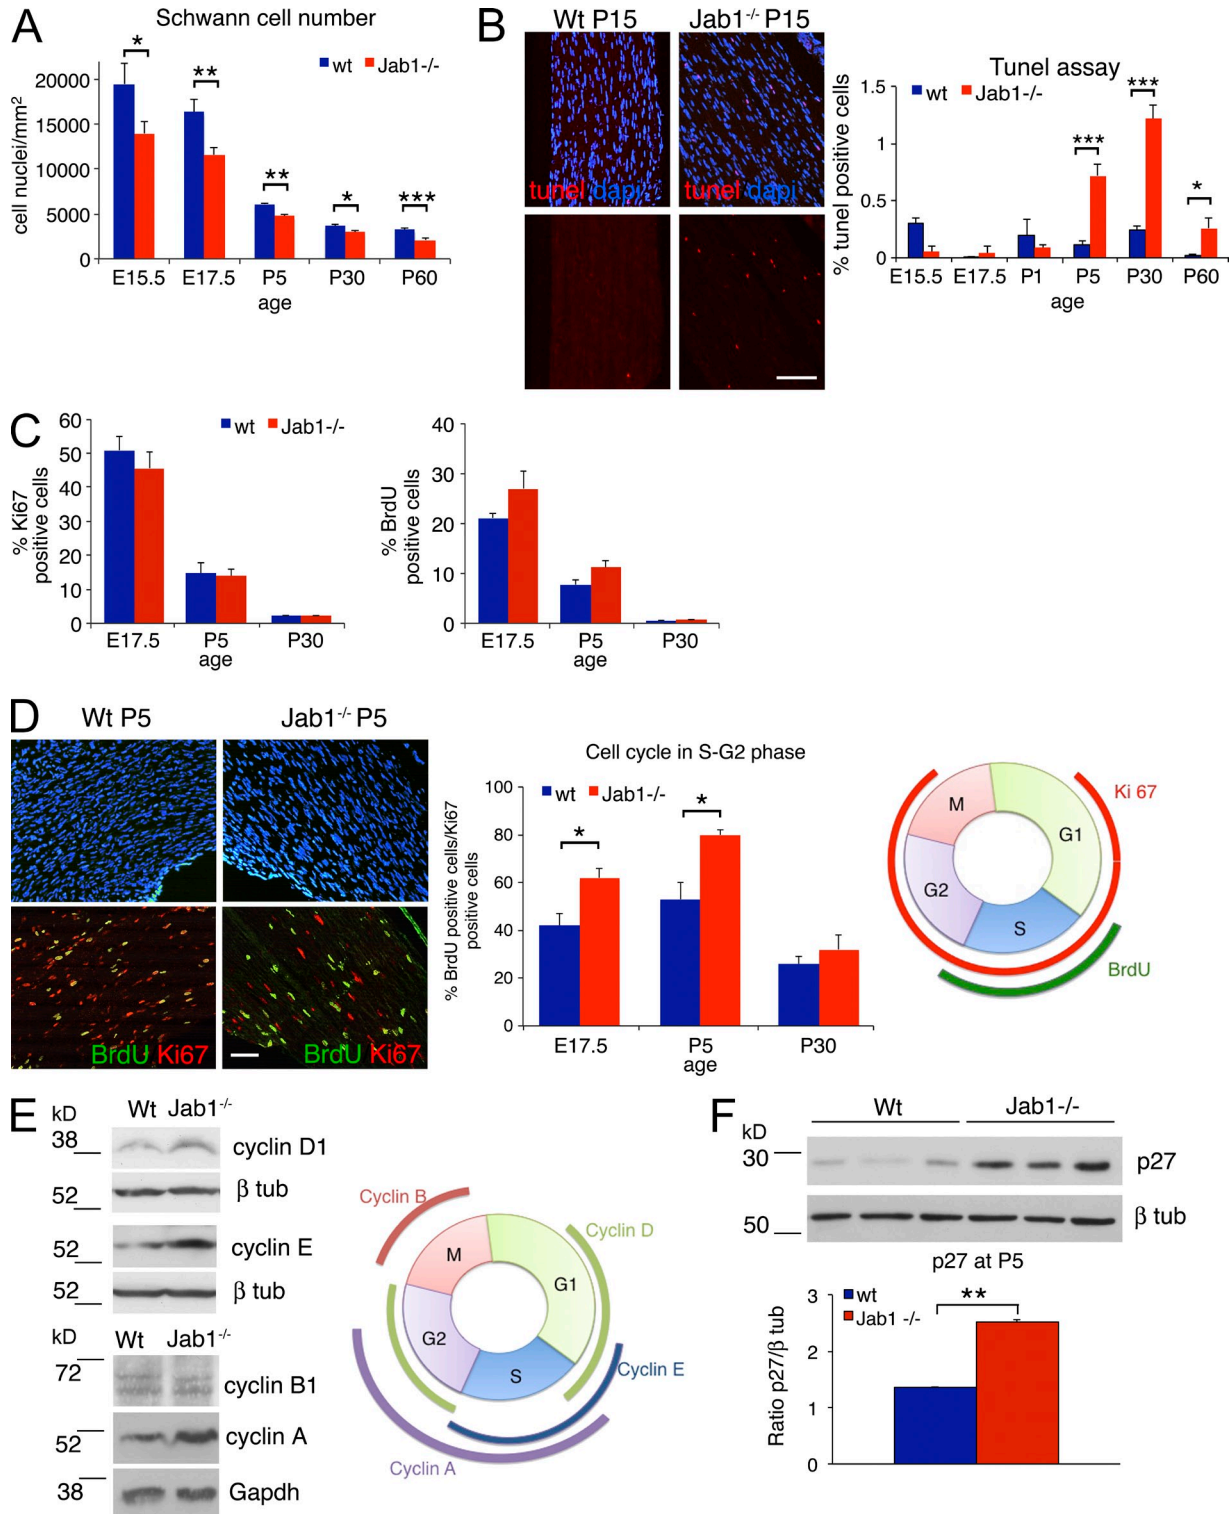 A
Schwann cell number
wt Jab1-/-
cell nuclei/mm²
20000
15000
10000
5000
0
* ** ** * ***
E15.5 E17.5 P5 P30 P60
age
B
Wt P15 Jab1-/- P15
tunel dapi tunel dapi
Tunel assay
wt Jab1-/-
% tunel positive cells
1.5
1
0.5
0
*** *** *
E15.5 E17.5 P1 P5 P30 P60
age
C
% Ki67
positive cells
wt Jab1-/-
60
50
40
30
20
10
0
E17.5 P5 P30
age
% BrdU
positive cells
40
30
20
10
0
E17.5 P5 P30
age
D
Wt P5 Jab1-/- P5
BrdU Ki67 BrdU Ki67
Cell cycle in S-G2 phase
wt Jab1-/-
% BrdU positive cells/Ki67
positive cells
100
80
60
40
20
0
* *
E17.5 P5 P30
age
M
G1
G2
S
Ki 67
BrdU
E
kD Wt Jab1-/-
38 cyclin D1
52 β tub
52 cyclin E
52 β tub
kD Wt Jab1-/-
72 cyclin B1
52 cyclin A
38 Gapdh
Cyclin B
Cyclin D
M
G1
G2
S
Cyclin E
Cyclin A
F
Wt Jab1-/-
kD
30 p27
50 β tub
p27 at P5
wt
Jab1 -/-
**
Ratio p27/β tub
3
2
1
0